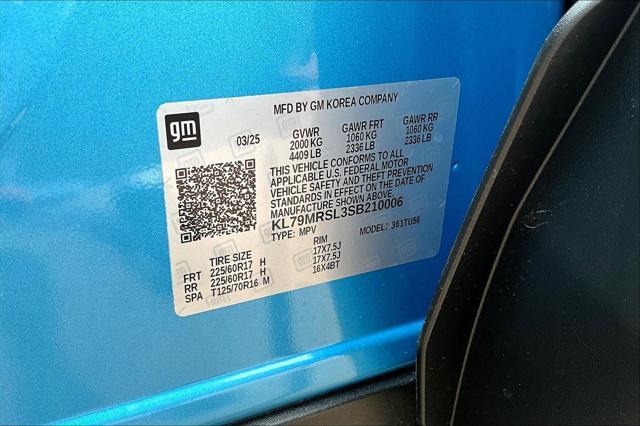 MFD BY GM KOREA COMPANY
gm
03/25
GVWR GAWR FRT GAWR RR
2000 KG 1060 KG 1060 KG
4409 LB 2336 LB 2336 LB
THIS VEHICLE CONFORMS TO ALL
APPLICABLE U.S. FEDERAL MOTOR
VEHICLE SAFETY AND THEFT PREVENTION
STANDARDS IN EFFECT ON THE DATE OF
MANUFACTURE SHOWN ABOVE.
KL79MRSL3SB210006
TYPE: MPV MODEL: 361TU56
TIRE SIZE RIM
FRT 225/60R17 H 17X7.5J
RR 225/60R17 H 17X7.5J
SPA T125/70R16 M 16X4BT